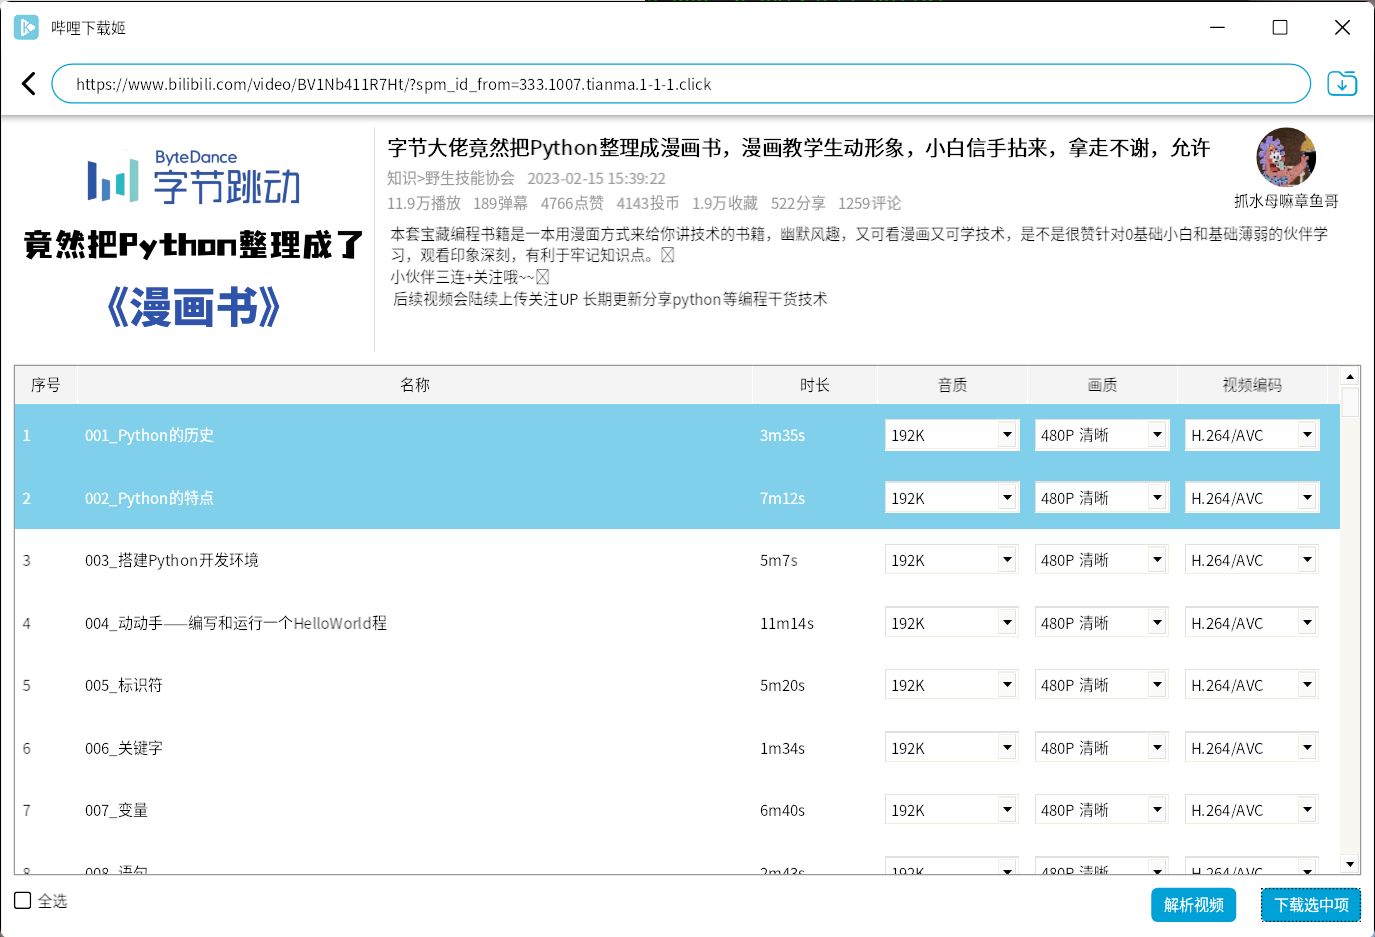 哔哩下载姬
https://www.bilibili.com/video/BV1Nb411R7Ht/?spm_id_from=333.1007.tianma.1-1-1.click
ByteDance
字节跳动
竟然把Python整理成了
《漫画书》
字节大佬竟然把Python整理成漫画书，漫画教学生动形象，小白信手拈来，拿走不谢，允许
知识>野生技能协会 2023-02-15 15:39:22
11.9万播放 189弹幕 4766点赞 4143投币 1.9万收藏 522分享 1259评论
抓水母嘛章鱼哥
本套宝藏编程书籍是一本用漫面方式来给你讲技术的书籍，幽默风趣，又可看漫画又可学技术，是不是很赞针对0基础小白和基础薄弱的伙伴学
习，观看印象深刻，有利于牢记知识点。
小伙伴三连+关注哦~~
后续视频会陆续上传关注UP 长期更新分享python等编程干货技术
序号 名称 时长 音质 画质 视频编码
1 001_Python的历史 3m35s 192K 480P 清晰 H.264/AVC
2 002_Python的特点 7m12s 192K 480P 清晰 H.264/AVC
3 003_搭建Python开发环境 5m7s 192K 480P 清晰 H.264/AVC
4 004_动动手——编写和运行一个HelloWorld程 11m14s 192K 480P 清晰 H.264/AVC
5 005_标识符 5m20s 192K 480P 清晰 H.264/AVC
6 006_关键字 1m34s 192K 480P 清晰 H.264/AVC
7 007_变量 6m40s 192K 480P 清晰 H.264/AVC
8 008_语句 2m43s 192K 480P 清晰 H.264/AVC
全选
解析视频 下载选中项